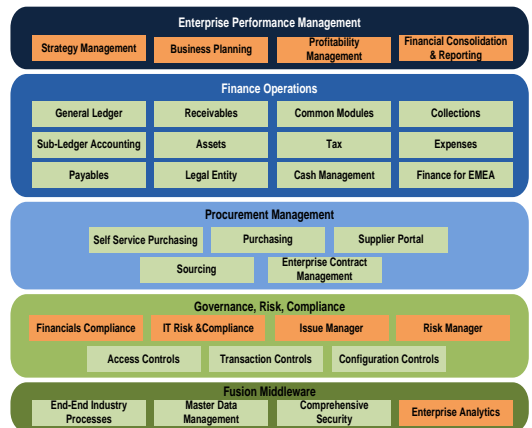 Enterprise Performance Management
Strategy Management
Business Planning
Profitability
Management
Financial Consolidation
& Reporting
Finance Operations
General Ledger
Receivables
Common Modules
Collections
Sub-Ledger Accounting
Assets
Tax
Expenses
Payables
Legal Entity
Cash Management
Finance for EMEA
Procurement Management
Self Service Purchasing
Purchasing
Supplier Portal
Sourcing
Enterprise Contract
Management
Governance, Risk, Compliance
Financials Compliance
IT Risk &Compliance
Issue Manager
Risk Manager
Access Controls
Transaction Controls
Configuration Controls
Fusion Middleware
End-End Industry
Processes
Master Data
Management
Comprehensive
Security
Enterprise Analytics